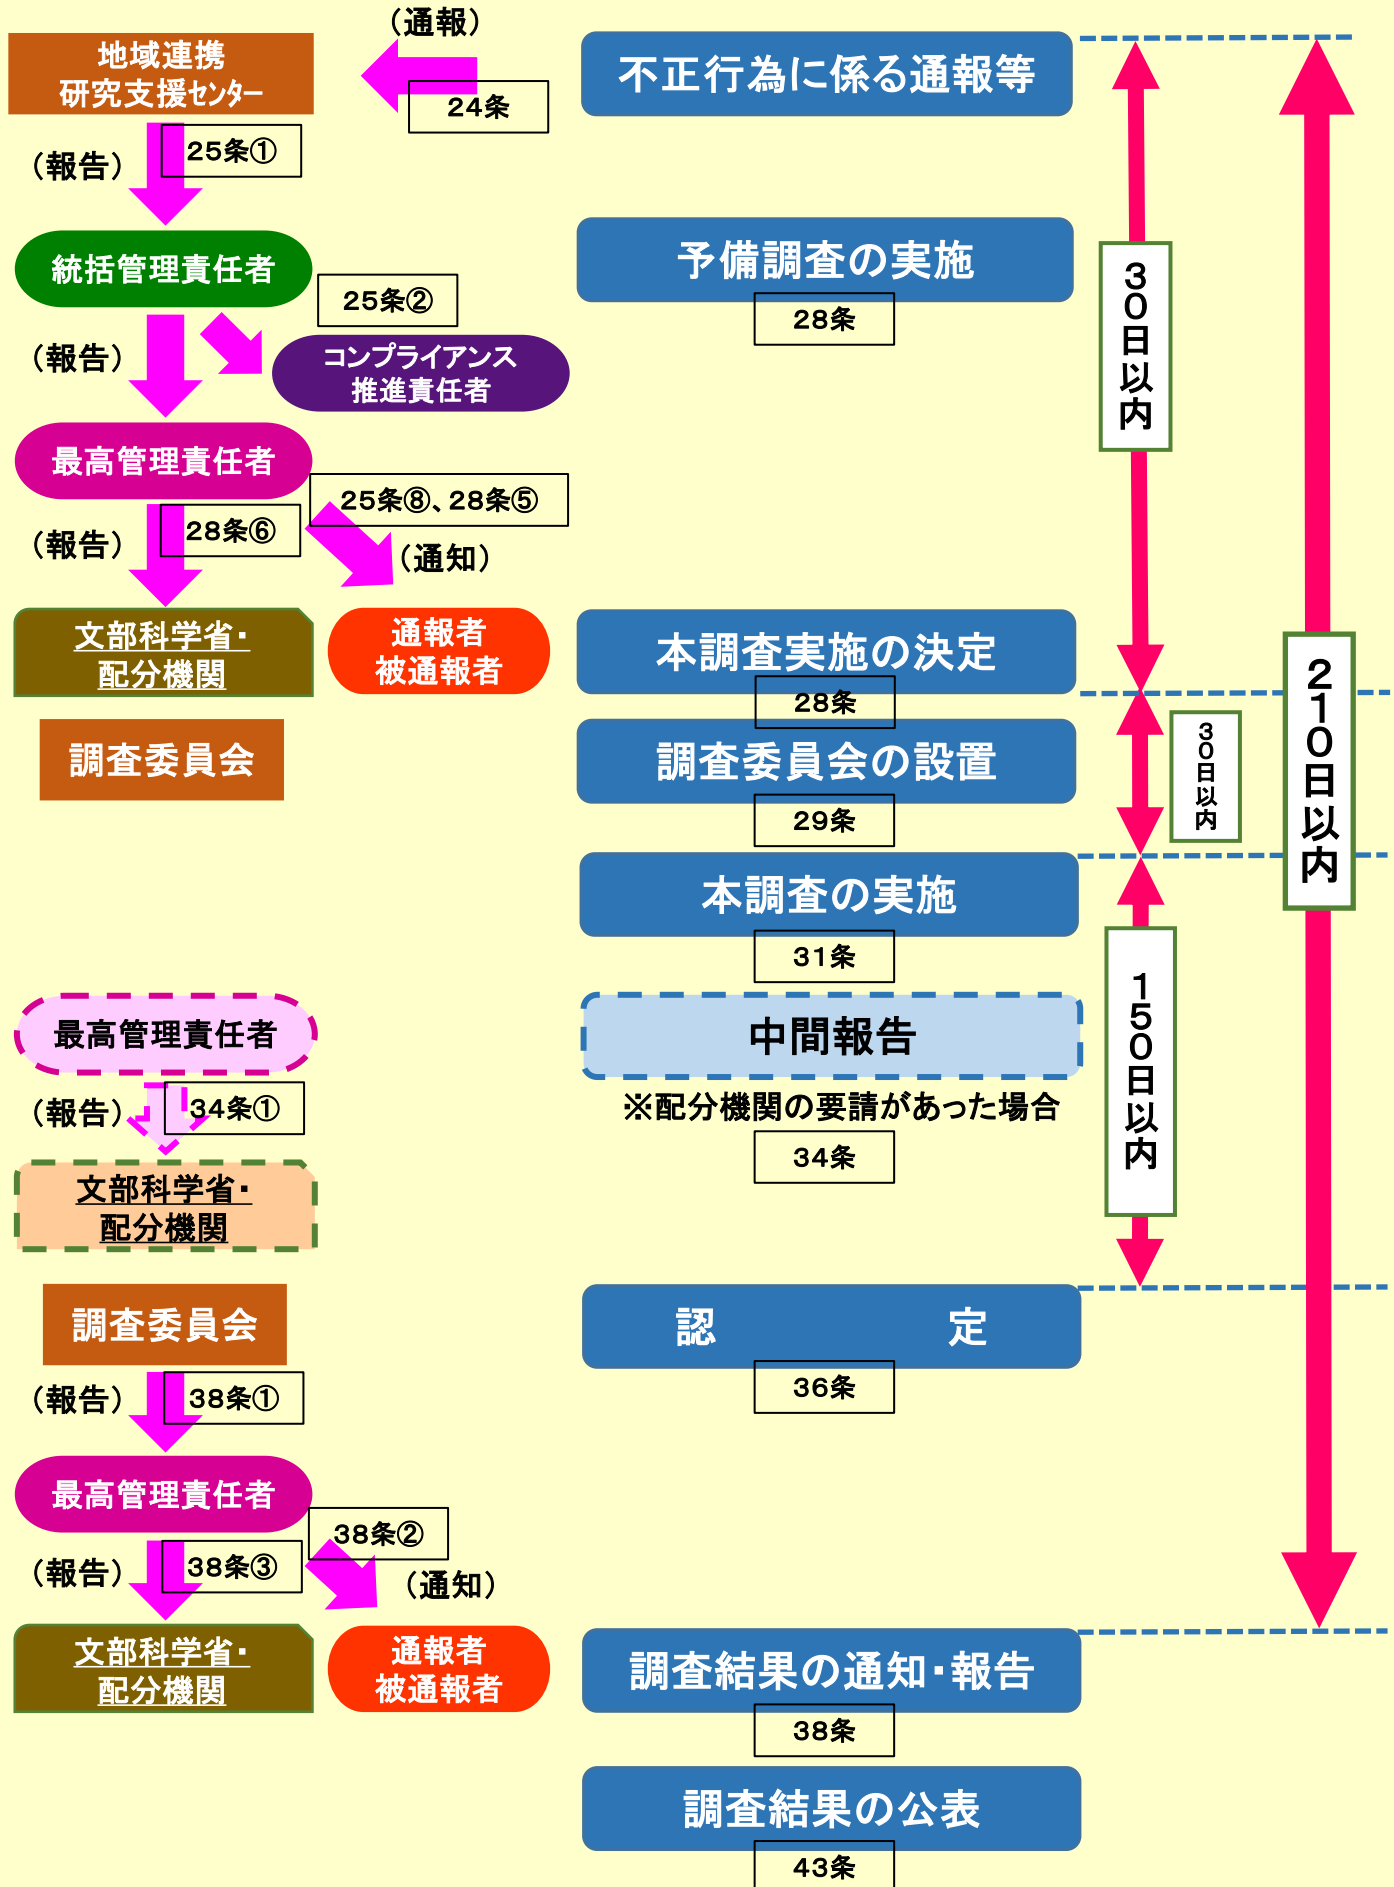 （通報）
地域連携
研究支援ｾﾝﾀｰ
24条
不正行為に係る通報等
（報告）
25条①
統括管理責任者
25条②
予備調査の実施
28条
30日以内
（報告）
コンプライアンス
推進責任者
最高管理責任者
25条⑧、28条⑤
（報告）
28条⑥
（通知）
文部科学省・
配分機関
通報者
被通報者
本調査実施の決定
28条
210日以内
調査委員会
調査委員会の設置
29条
30日以内
本調査の実施
31条
150日以内
最高管理責任者
中間報告
（報告）
34条①
※配分機関の要請があった場合
34条
文部科学省・
配分機関
調査委員会
認　　　定
36条
（報告）
38条①
最高管理責任者
38条②
（報告）
38条③
（通知）
文部科学省・
配分機関
通報者
被通報者
調査結果の通知・報告
38条
調査結果の公表
43条